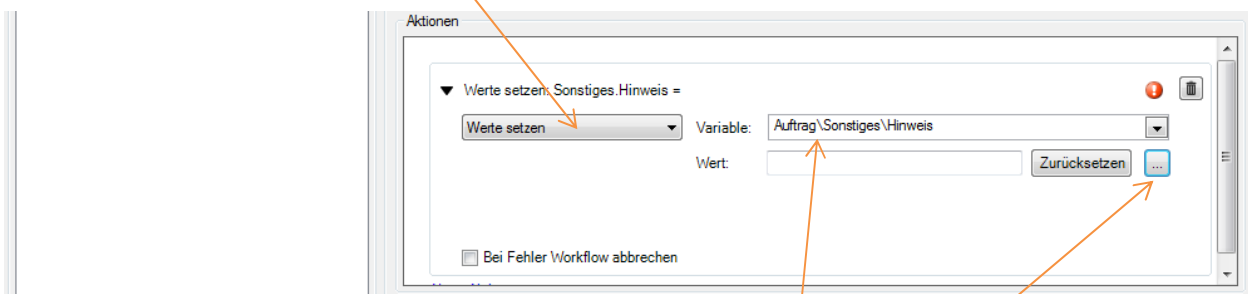 Aktionen
Werte setzen: Sonstiges.Hinweis =
Werte setzen Variable: Auftrag\Sonstiges\Hinweis
Wert: Zurücksetzen ...
Bei Fehler Workflow abbrechen